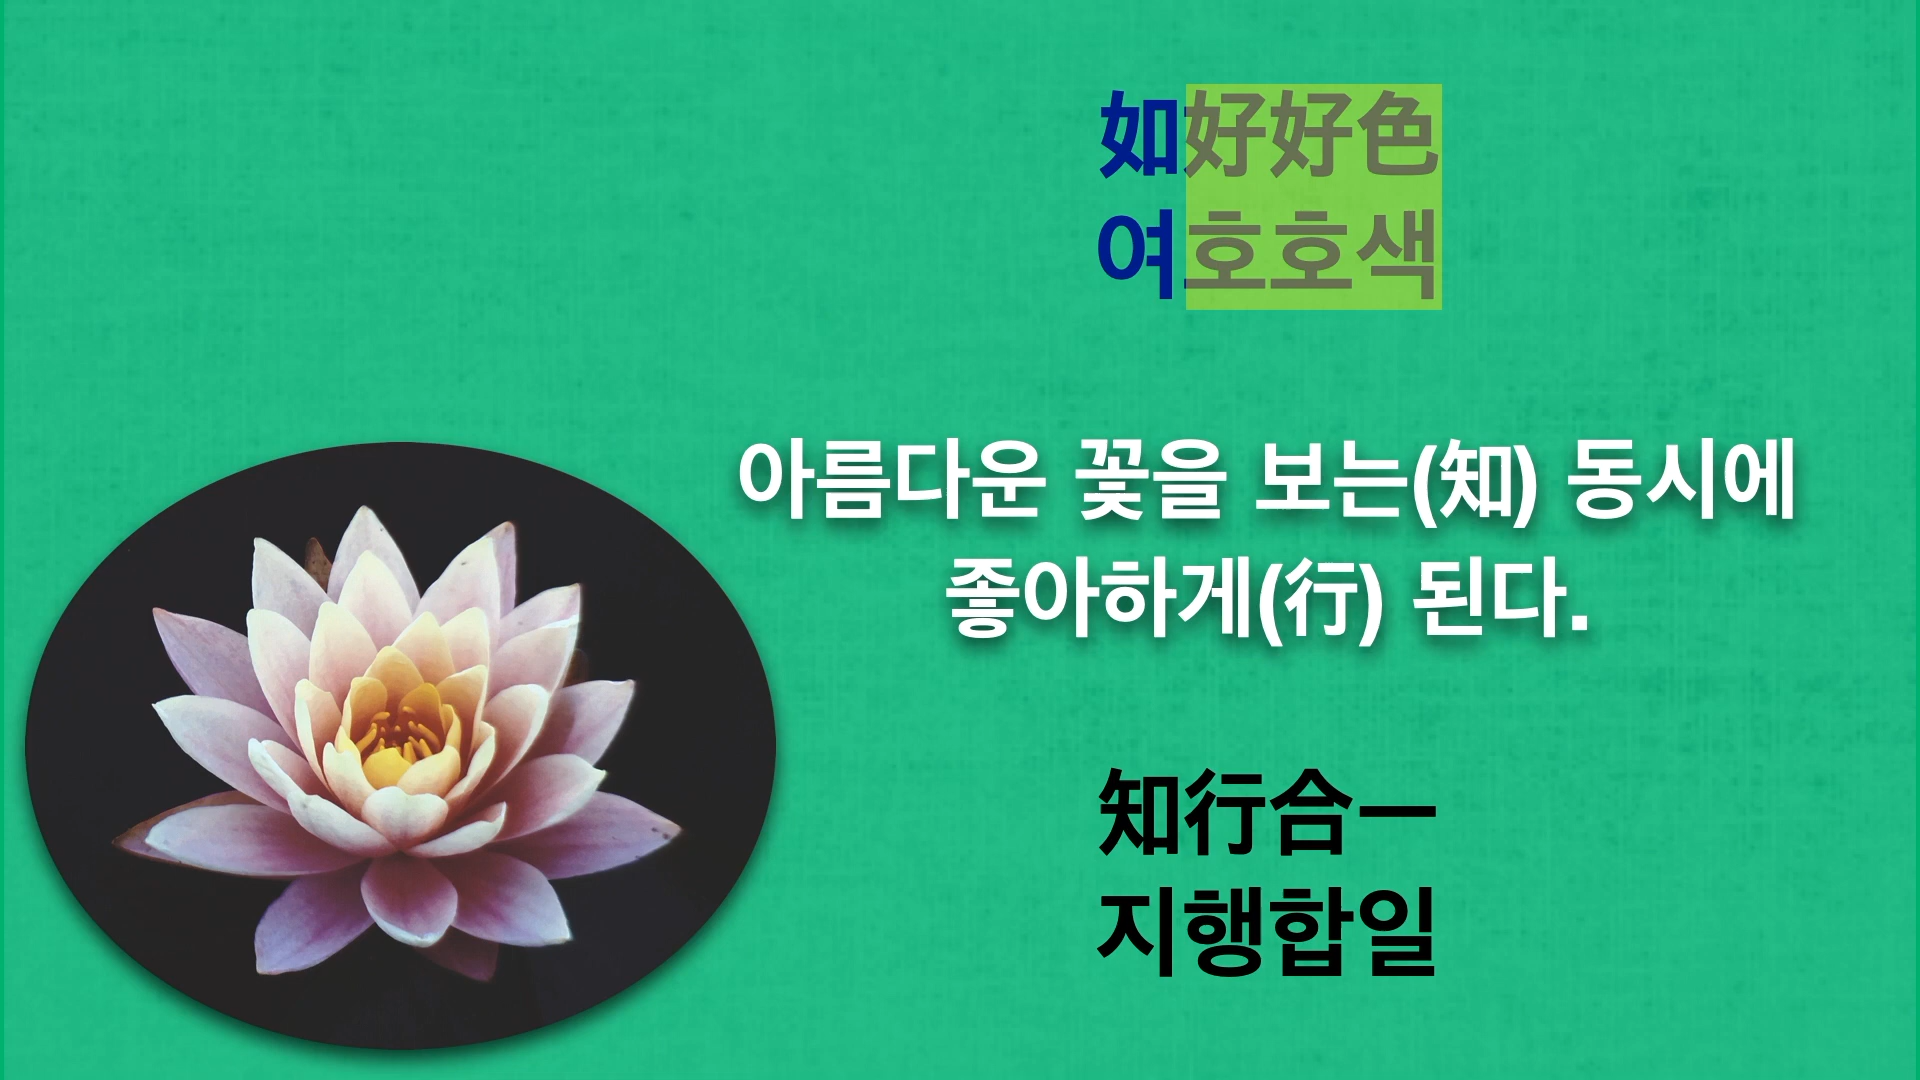 如好好色
여호호색
아름다운 꽃을 보는(知) 동시에
좋아하게(行) 된다.
知行合一
지행합일